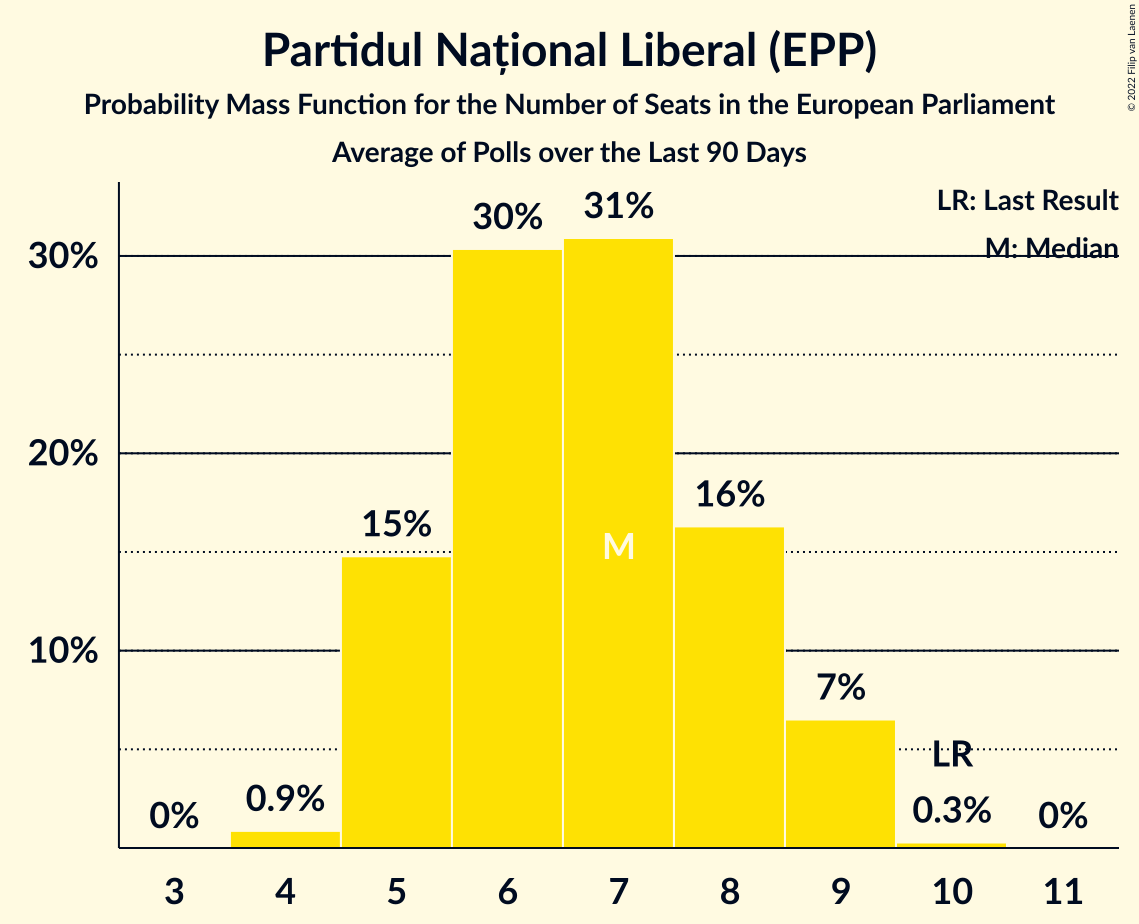 Partidul Național Liberal (EPP)
Probability Mass Function for the Number of Seats in the European Parliament
Average of Polls over the Last 90 Days
© 2022 Filip van Laenen
LR: Last Result
M: Median
30%
20%
10%
0%
0.9%
15%
30%
31%
M
16%
7%
LR
0.3%
0%
3 4 5 6 7 8 9 10 11